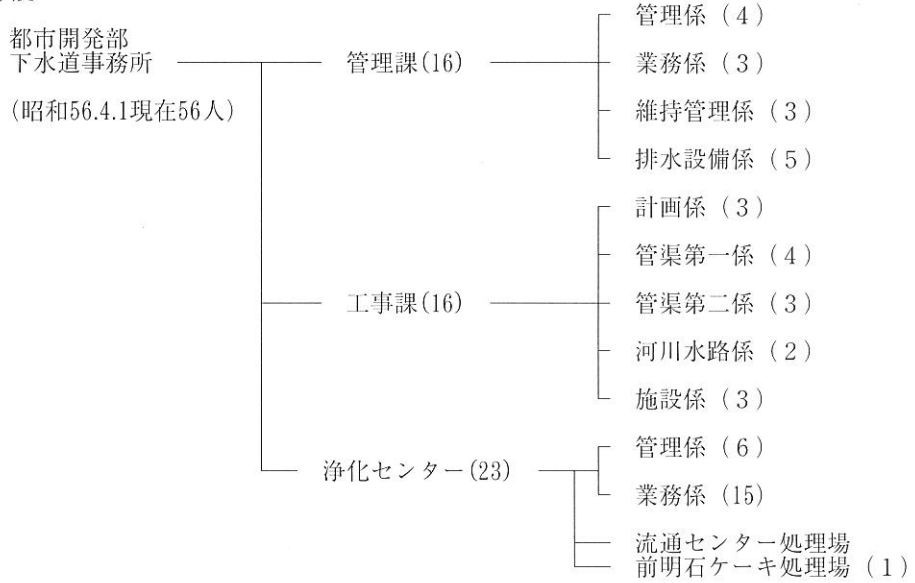 都市開発部
下水道事務所
(昭和56.4.1現在56人)
管理課(16)
管理係 (4)
業務係 (3)
維持管理係 (3)
排水設備係 (5)
工事課(16)
計画係 (3)
管渠第一係 (4)
管渠第二係 (3)
河川水路係 (2)
施設係 (3)
浄化センター(23)
管理係 (6)
業務係 (15)
流通センター処理場
前明石ケーキ処理場 (1)